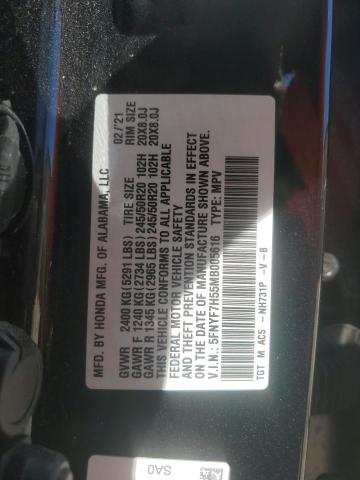 MFD. BY HONDA MFG. OF ALABAMA, LLC 02/'21
GVWR 2400 KG(5291 LBS) TIRE SIZE RIM SIZE
GAWR F 1240 KG(2734 LBS) 245/50R20 102H 20X8.0J
GAWR R 1345 KG(2965 LBS) 245/50R20 102H 20X8.0J
THIS VEHICLE CONFORMS TO ALL APPLICABLE
FEDERAL MOTOR VEHICLE SAFETY
AND THEFT PREVENTION STANDARDS IN EFFECT
ON THE DATE OF MANUFACTURE SHOWN ABOVE.
V.I.N.: 5FNYF7H55MB005616 TYPE: MPV
TGT M AC5 - NH731P -V -B
SA0